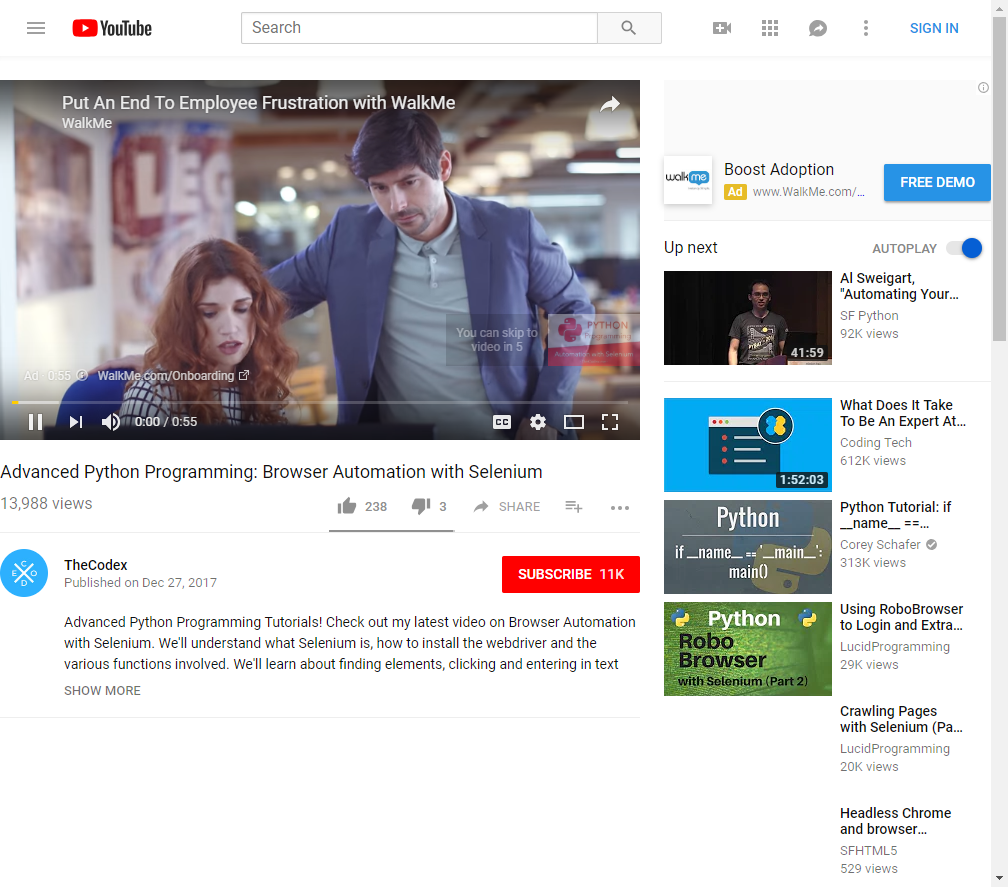 YouTube
Search
SIGN IN
Put An End To Employee Frustration with WalkMe
WalkMe
You can skip to
video in 5
PYTHON
Programming
Automation with Selenium
Ad · 0:55
WalkMe.com/Onboarding
0:00 / 0:55
CC
walkme
Boost Adoption
Ad www.WalkMe.com/...
FREE DEMO
Up next
AUTOPLAY
41:59
Al Sweigart,
"Automating Your...
SF Python
92K views
1:52:03
What Does It Take
To Be An Expert At...
Coding Tech
612K views
Python
if __name__ == '__main__':
main()
Python Tutorial: if
__name__ ==...
Corey Schafer
313K views
Python
Robo
Browser
with Selenium (Part 2)
Using RoboBrowser
to Login and Extra...
LucidProgramming
29K views
Crawling Pages
with Selenium (Pa...
LucidProgramming
20K views
Headless Chrome
and browser...
SFHTML5
529 views
Advanced Python Programming: Browser Automation with Selenium
13,988 views
238
3
SHARE
CODE
TheCodex
Published on Dec 27, 2017
SUBSCRIBE 11K
Advanced Python Programming Tutorials! Check out my latest video on Browser Automation
with Selenium. We'll understand what Selenium is, how to install the webdriver and the
various functions involved. We'll learn about finding elements, clicking and entering in text
SHOW MORE